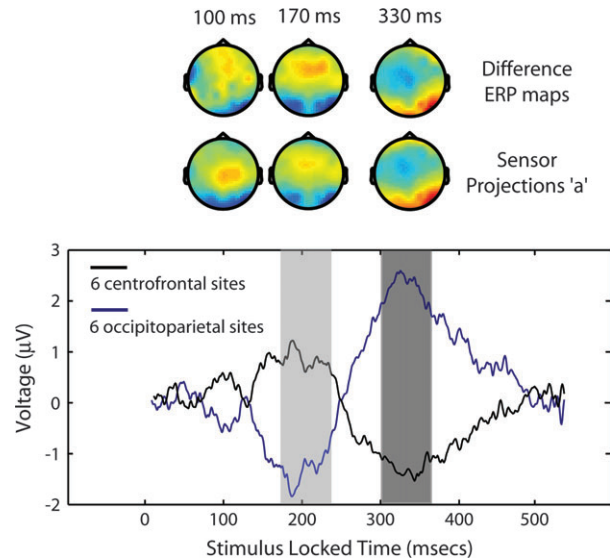 100 ms 170 ms 330 ms
Difference
ERP maps
Sensor
Projections 'a'
3
2
1
0
-1
-2
Voltage (μV)
6 centrofrontal sites
6 occipitoparietal sites
0 100 200 300 400 500
Stimulus Locked Time (msecs)